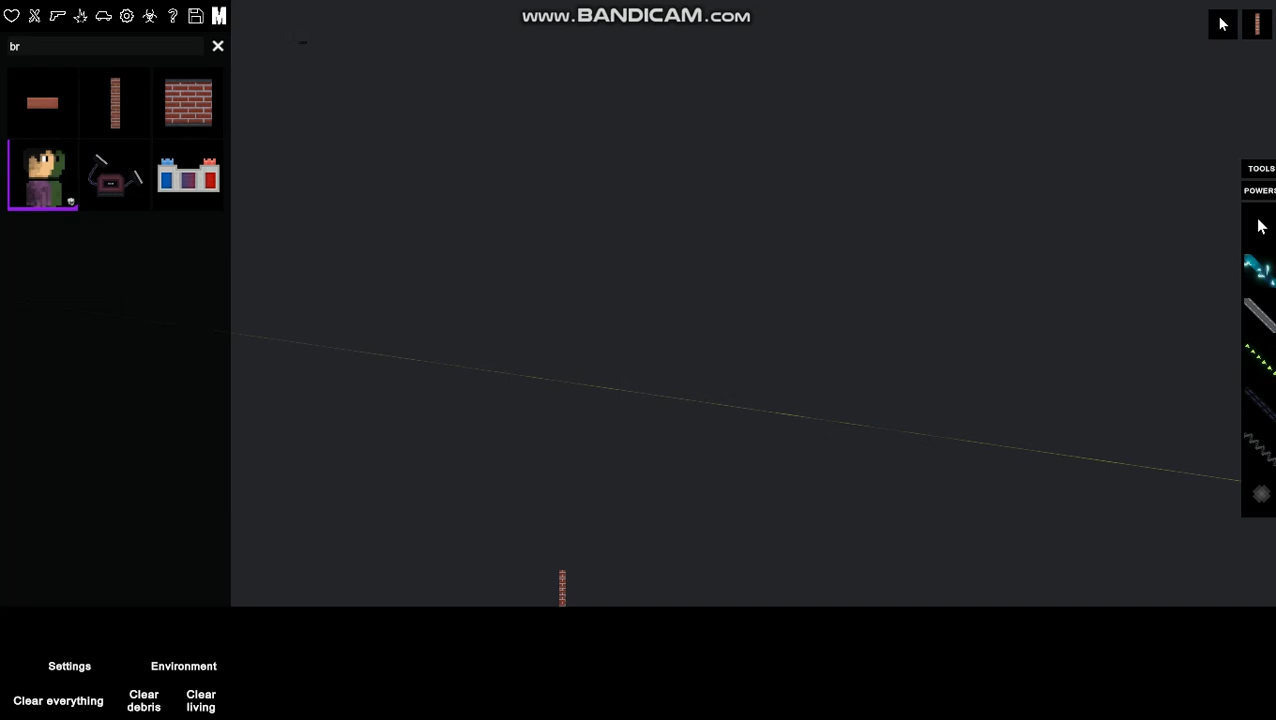 www.BANDICAM.com
M
br
TOOLS
POWERS
Settings
Environment
Clear everything
Clear debris
Clear living